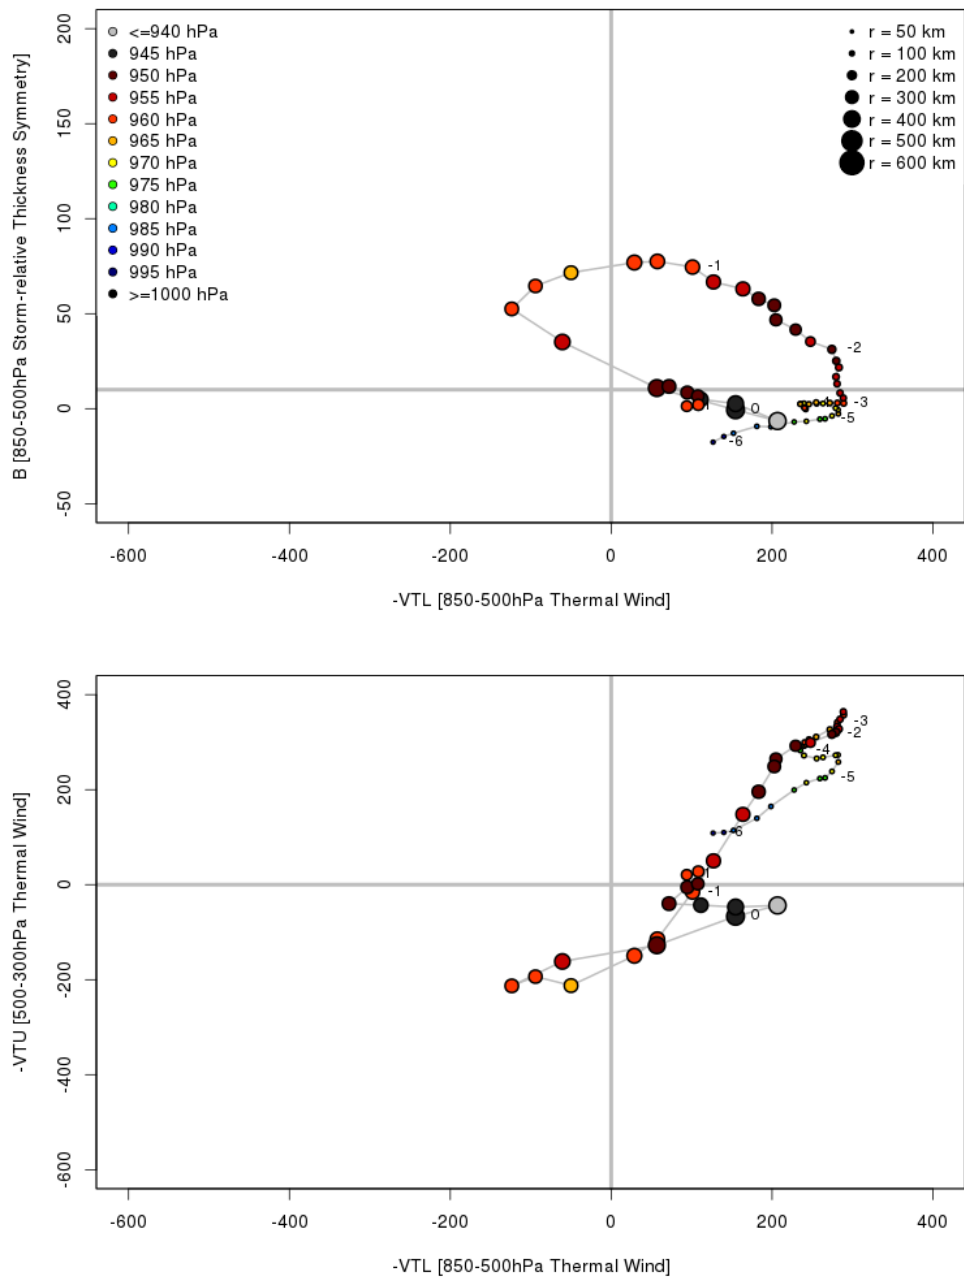 200
150
100
50
0
-50
B [850-500hPa Storm-relative Thickness Symmetry]
<=940 hPa
945 hPa
950 hPa
955 hPa
960 hPa
965 hPa
970 hPa
975 hPa
980 hPa
985 hPa
990 hPa
995 hPa
>=1000 hPa
r = 50 km
r = 100 km
r = 200 km
r = 300 km
r = 400 km
r = 500 km
r = 600 km
-1
-2
-3
-5
0
-6
-600 -400 -200 0 200 400
-VTL [850-500hPa Thermal Wind]
400
200
0
-200
-400
-600
-VTU [500-300hPa Thermal Wind]
-3
-2
-4
-5
-6
1
-1
0
-600 -400 -200 0 200 400
-VTL [850-500hPa Thermal Wind]